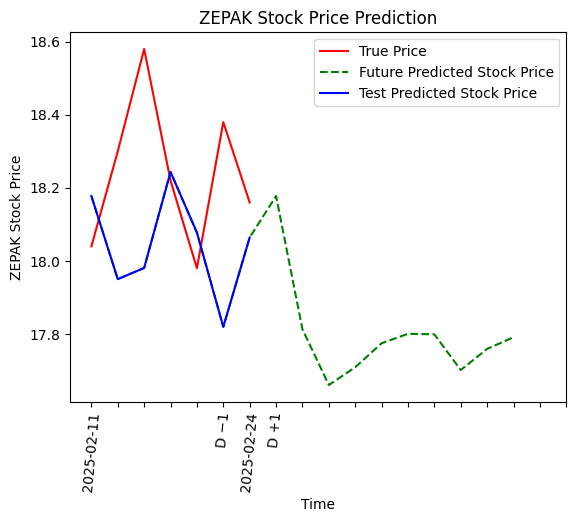 ZEPAK Stock Price Prediction
True Price
Future Predicted Stock Price
Test Predicted Stock Price
ZEPAK Stock Price
18.6
18.4
18.2
18.0
17.8
2025-02-11
D −1
2025-02-24
D +1
Time